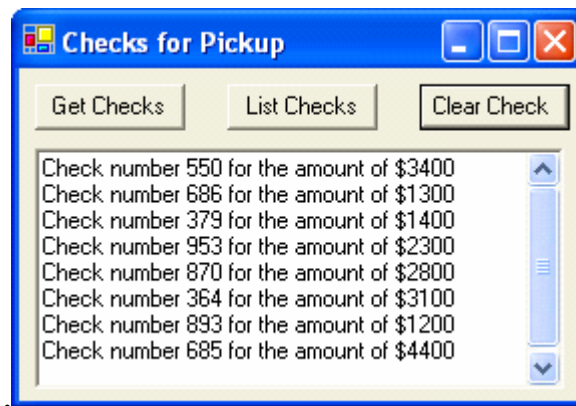 Checks for Pickup
Get Checks List Checks Clear Check
Check number 550 for the amount of $3400
Check number 686 for the amount of $1300
Check number 379 for the amount of $1400
Check number 953 for the amount of $2300
Check number 870 for the amount of $2800
Check number 364 for the amount of $3100
Check number 893 for the amount of $1200
Check number 685 for the amount of $4400